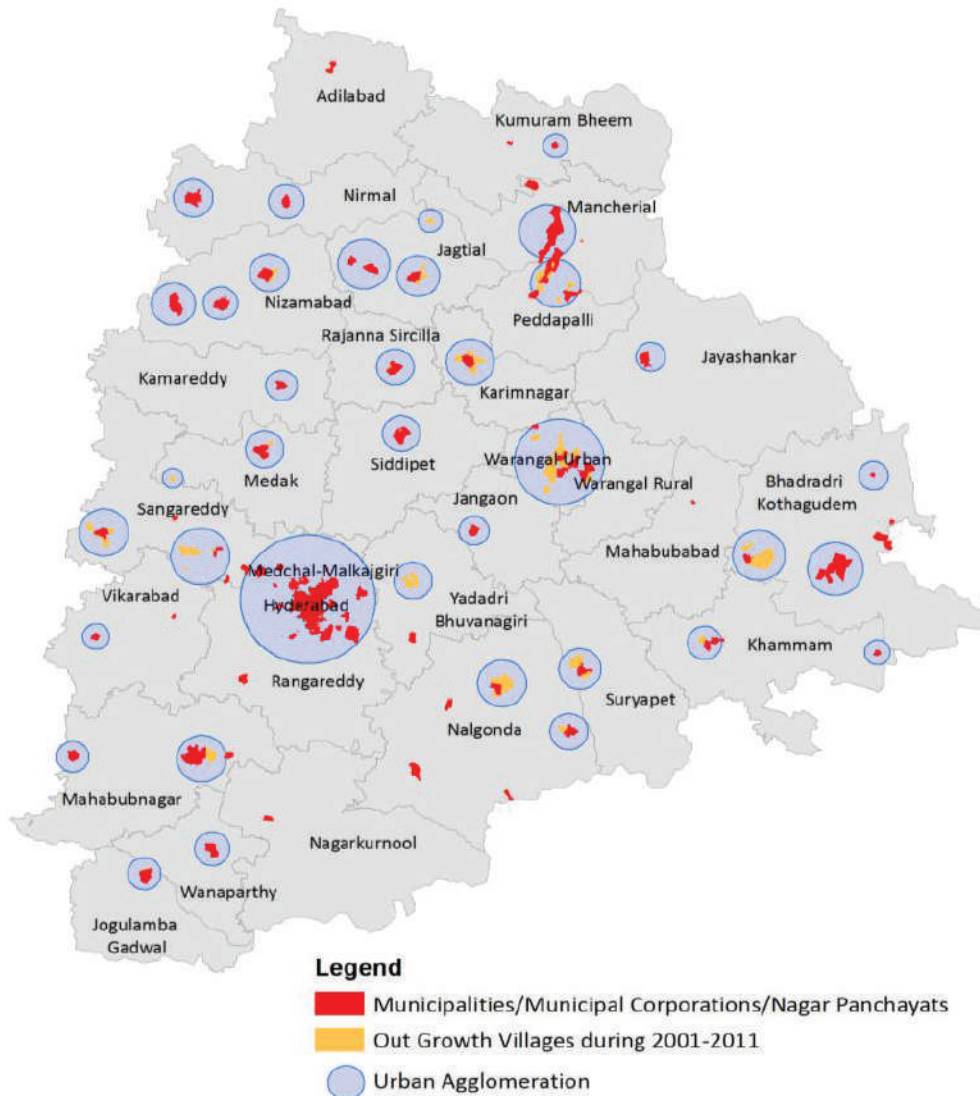 Adilabad
Kumuram Bheem
Nirmal
Mancherial
Jagtial
Nizamabad
Peddapalli
Rajanna Sircilla
Jayashankar
Kamareddy
Karimnagar
Siddipet
Warangal Urban
Medak
Warangal Rural
Bhadradri
Kothagudem
Jangaon
Sangareddy
Mahabubabad
Medchal-Malkajgiri
Vikarabad
Hyderabad
Yadadri
Bhuvanagiri
Khammam
Rangareddy
Suryapet
Nalgonda
Mahabubnagar
Nagarkurnool
Wanaparthy
Jogulamba
Gadwal
Legend
Municipalities/Municipal Corporations/Nagar Panchayats
Out Growth Villages during 2001-2011
Urban Agglomeration